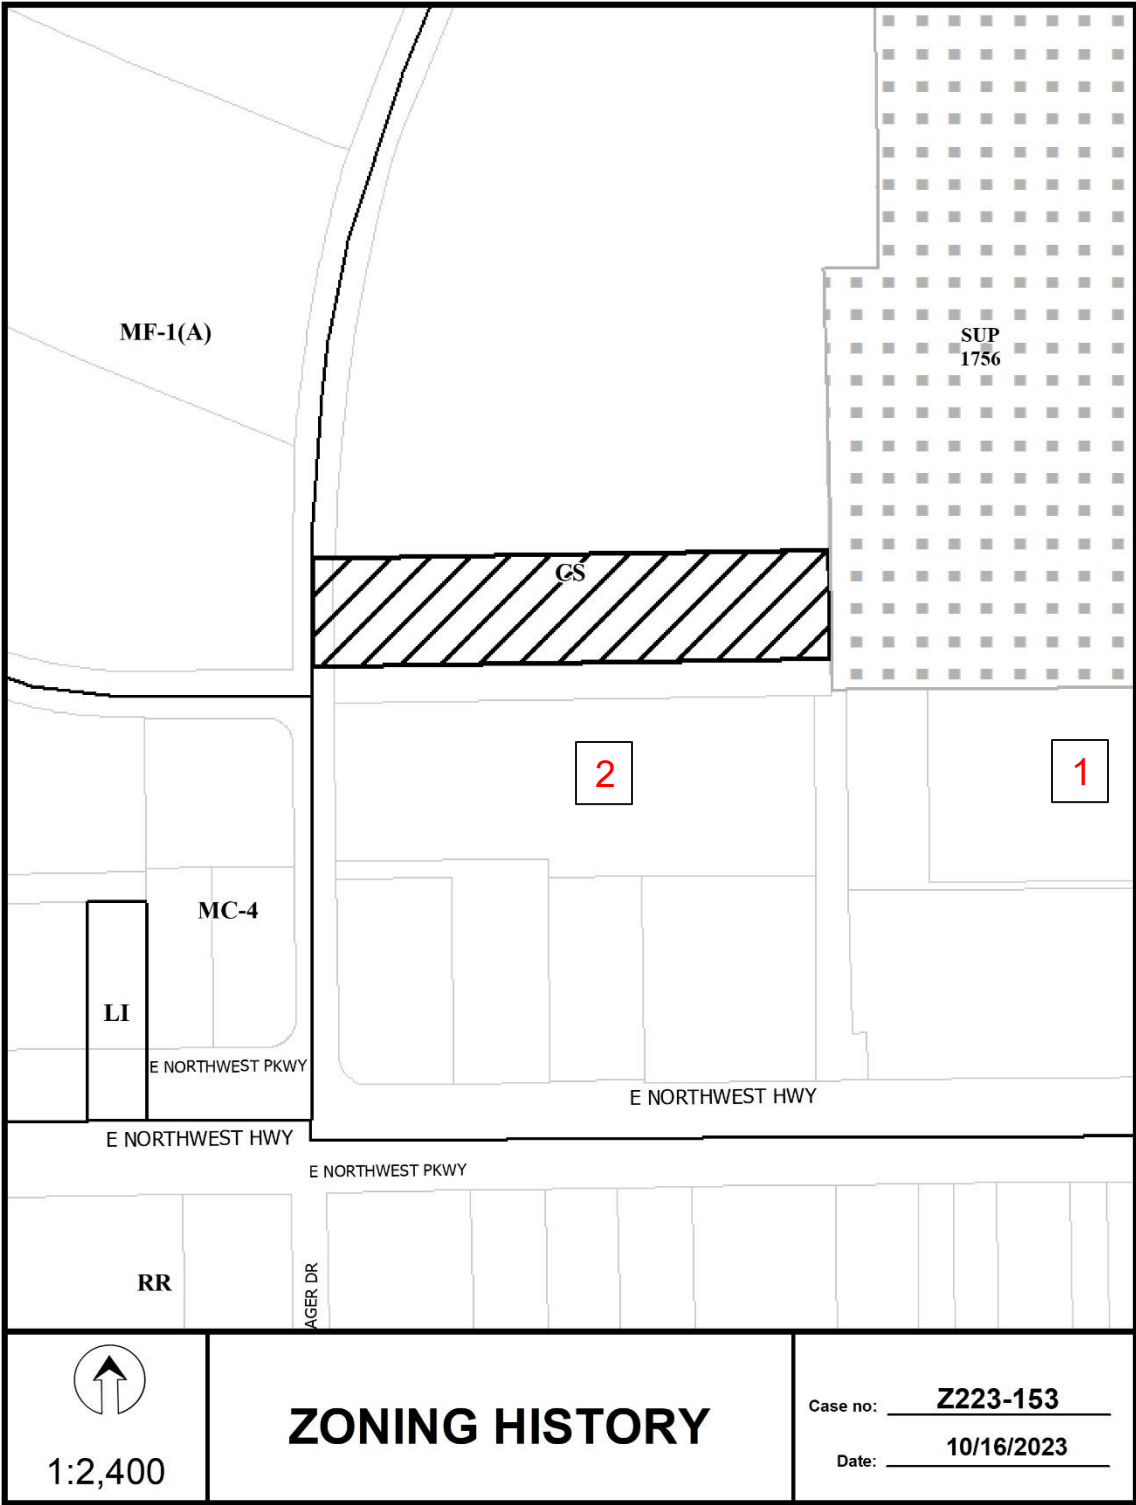 MF-1(A)
SUP
1756
CS
2
1
MC-4
LI
E NORTHWEST PKWY
E NORTHWEST HWY
E NORTHWEST HWY
E NORTHWEST PKWY
AGER DR
RR
1:2,400
ZONING HISTORY
Case no: Z223-153
Date: 10/16/2023